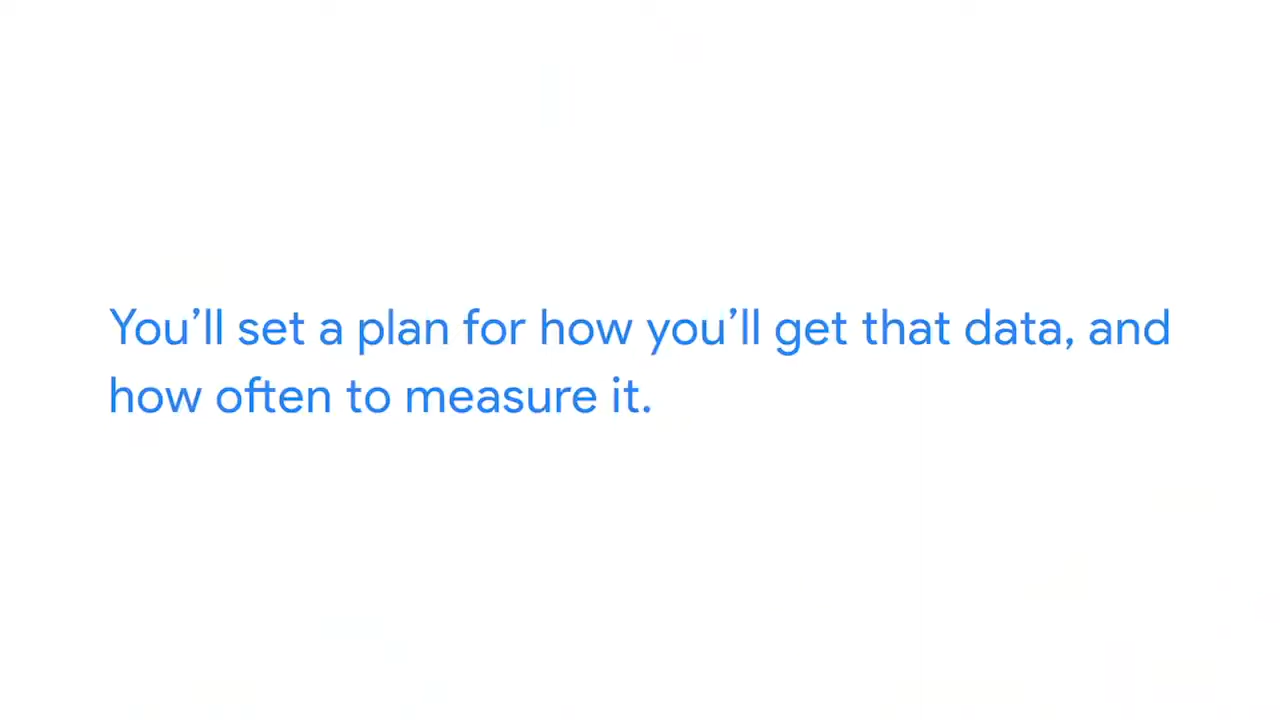 You’ll set a plan for how you’ll get that data, and
how often to measure it.